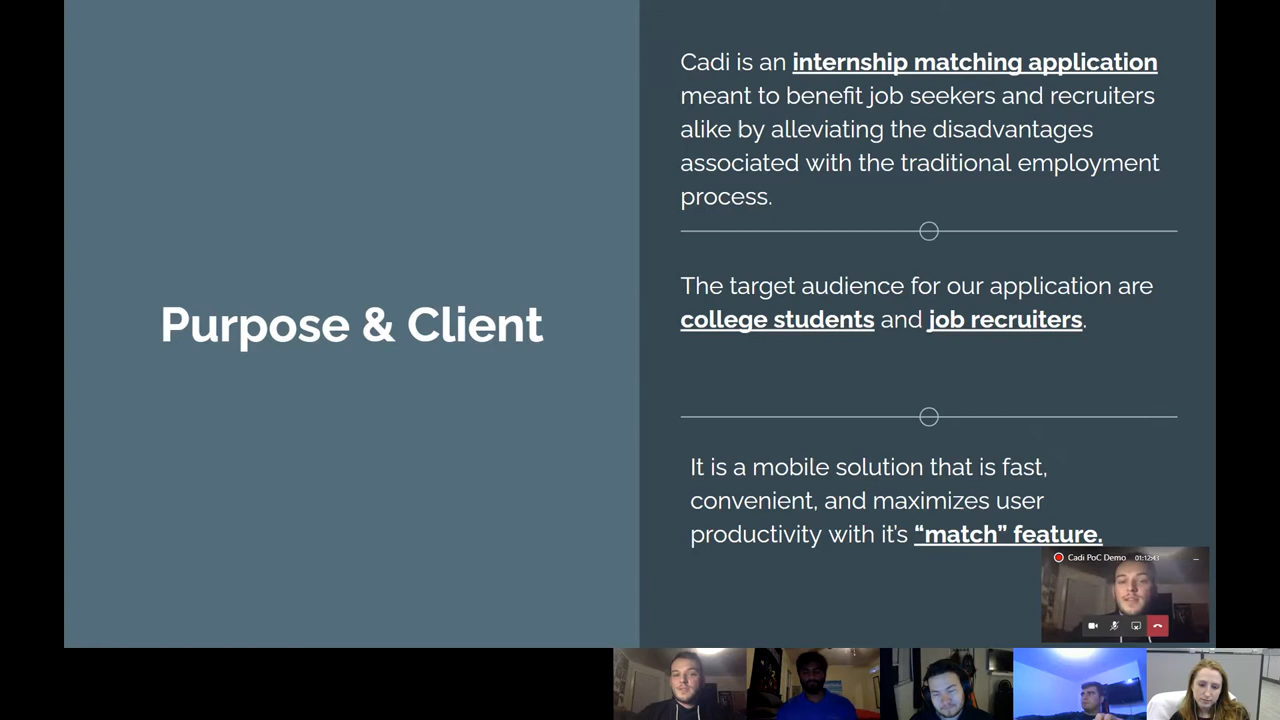 Purpose & Client
Cadi is an internship matching application
meant to benefit job seekers and recruiters
alike by alleviating the disadvantages
associated with the traditional employment
process.
The target audience for our application are
college students and job recruiters.
It is a mobile solution that is fast,
convenient, and maximizes user
productivity with it's “match” feature.
Cadi PoC Demo 01:12:43